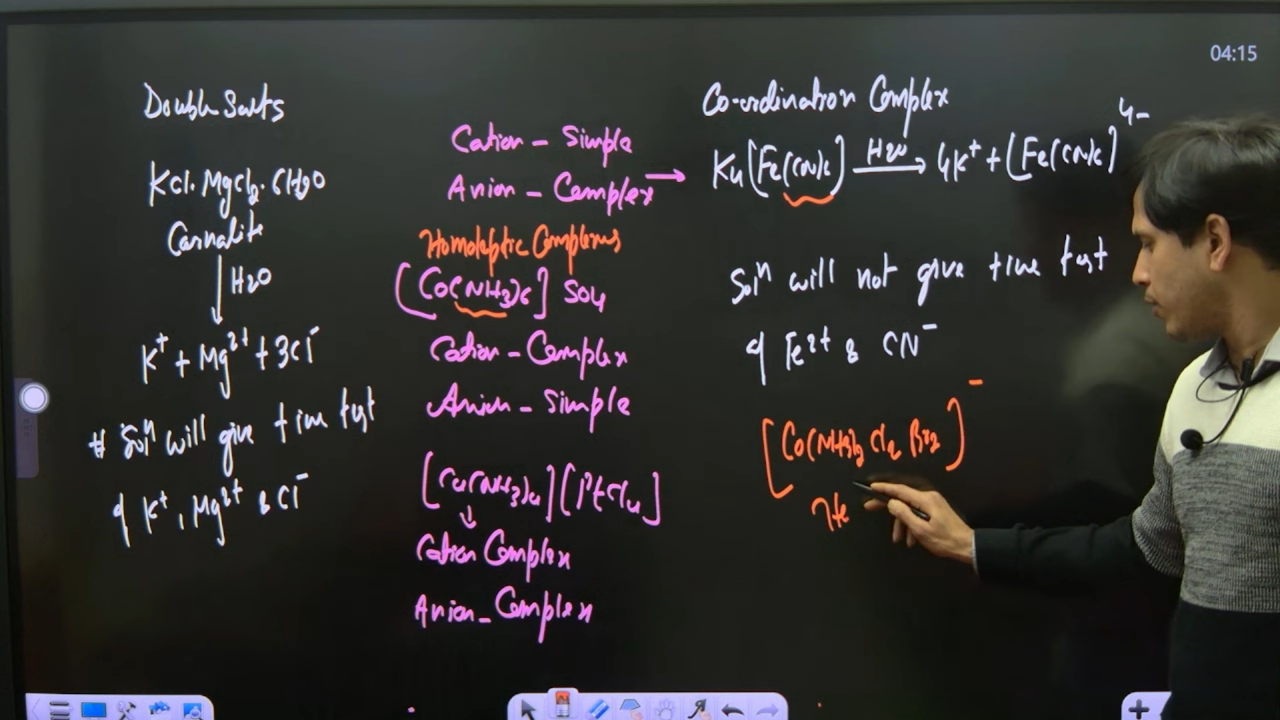 04:15
Double Salts
KCl.MgCl2.6H2O
Carnalite
H2O
K+ + Mg2+ + 3Cl-
# Soln will give +ive test
of K+, Mg2+ & Cl-
Cation - Simple
Anion - Complex →
Homoleptic Complexes
[Co(NH3)6] SO4
Cation - Complex
Anion - Simple
[Cu(NH3)4][PtCl4]
Cation Complex
Anion - Complex
Co-ordination Complex
K4[Fe(CN)6] H2O → 4K+ + [Fe(CN)6]4-
Soln will not give +ive test
of Fe2+ & CN-
[Co(NH3)2 Cl2 Br2]-
He